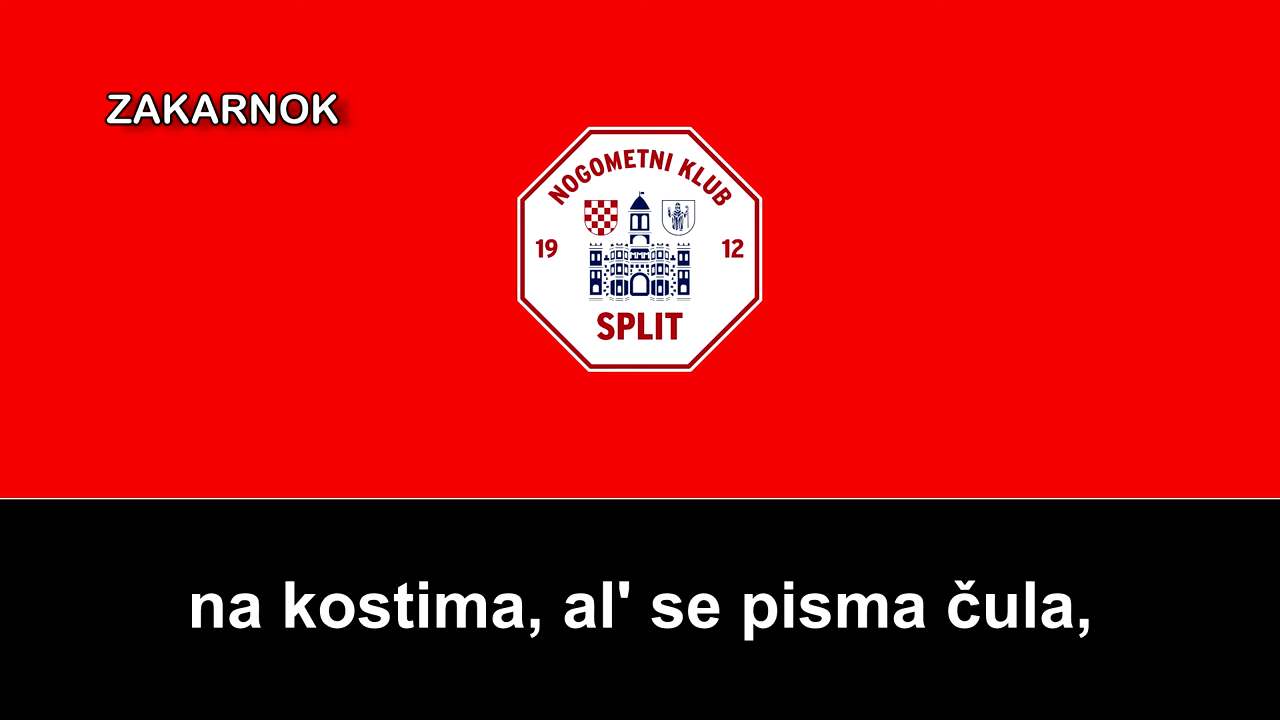 ZAKARNOK
NOGOMETNI KLUB
19 12
SPLIT
na kostima, al' se pisma čula,